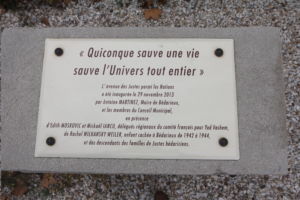 « Quiconque sauve une vie
sauve l'Univers tout entier »
L' avenue des Justes parmi les Nations
a été inaugurée le 29 novembre 2013
par Antoine MARTINEZ, Maire de Bédarieux,
et les membres du Conseil Municipal,
en présence
d'Edith MOSKOVIC et Mickaël IANCU, délégués régionaux du comité français pour Yad Vashem,
de Rachel MILKANSKY WEILER, enfant cachée à Bédarieux de 1942 à 1944,
et des descendants des familles de Justes bédariciens.